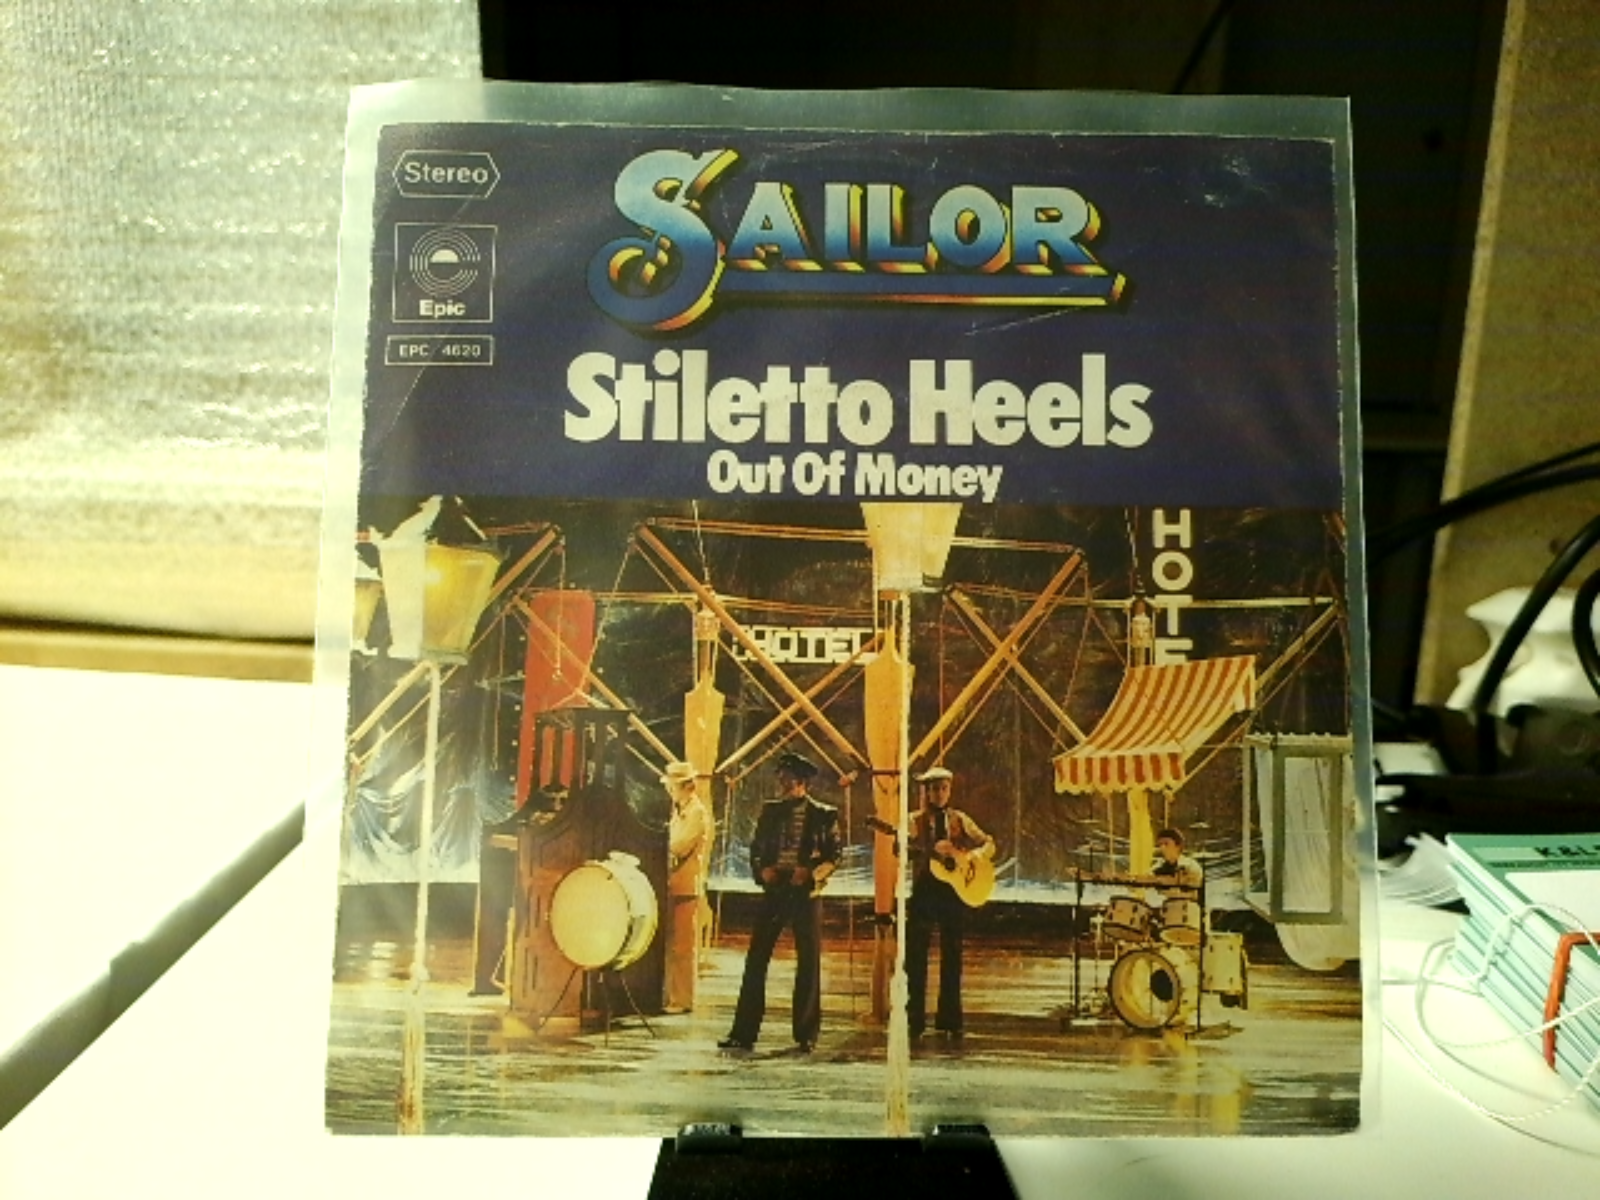 Stereo
SAILOR
Epic
EPC 4620
Stiletto Heels
Out Of Money
HOTEL
HOTE